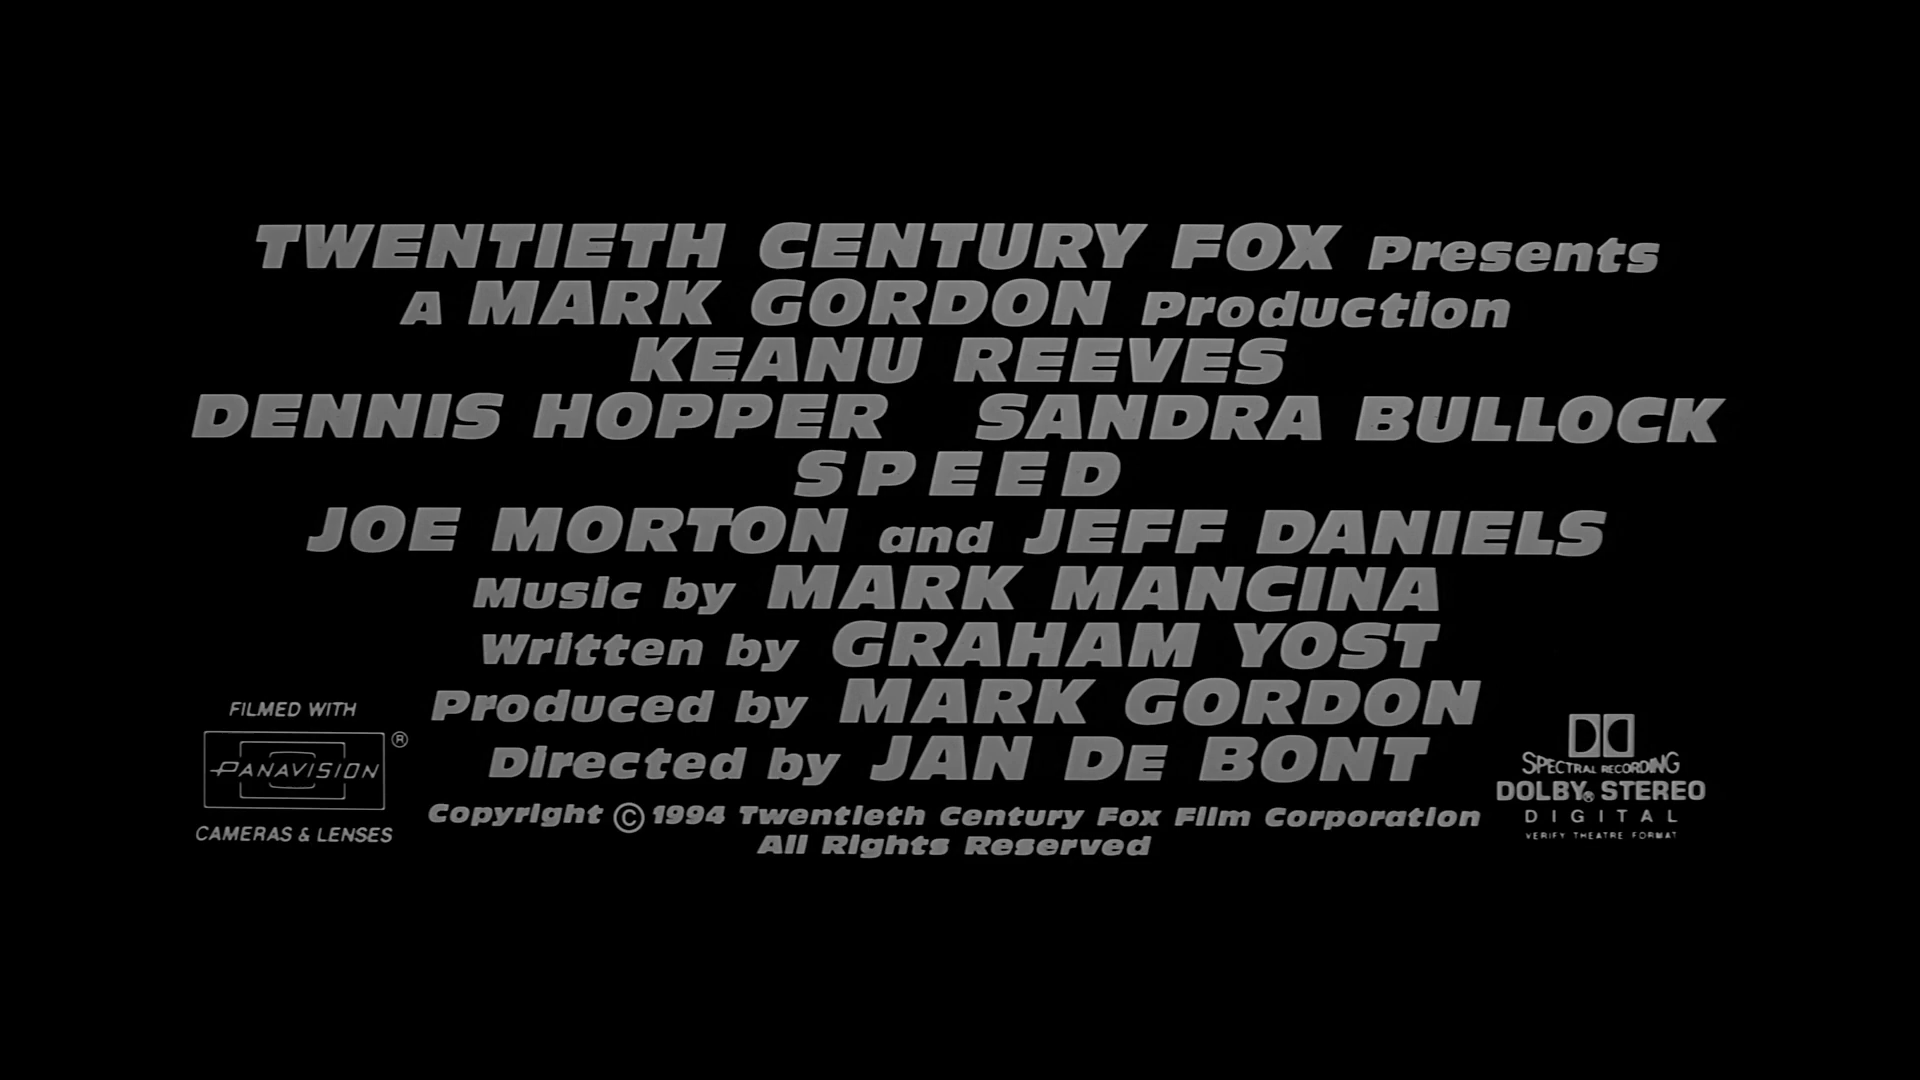 TWENTIETH CENTURY FOX Presents
A MARK GORDON Production
KEANU REEVES
DENNIS HOPPER SANDRA BULLOCK
SPEED
JOE MORTON and JEFF DANIELS
Music by MARK MANCINA
Written by GRAHAM YOST
Produced by MARK GORDON
Directed by JAN DE BONT
Copyright © 1994 Twentieth Century Fox Film Corporation
All Rights Reserved
FILMED WITH
PANAVISION ®
CAMERAS & LENSES
SPECTRAL RECORDING
DOLBY® STEREO
DIGITAL
VERIFY THEATRE FORMAT